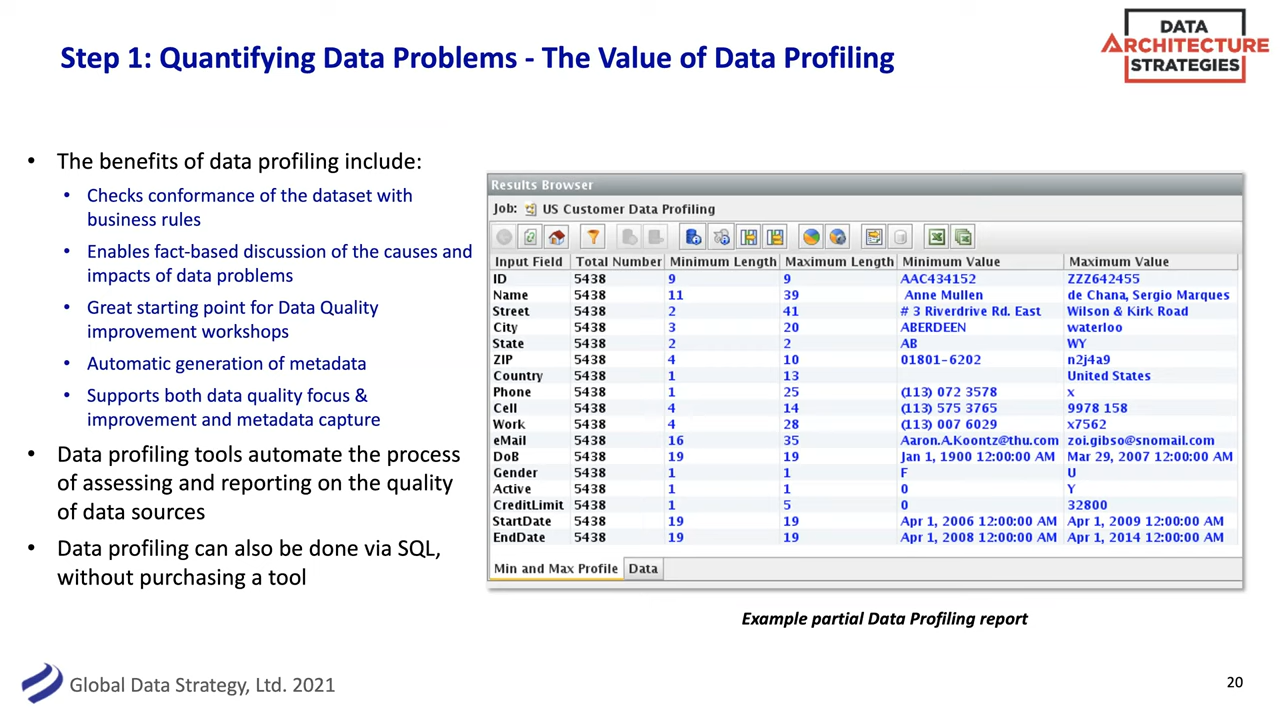 DATA
ARCHITECTURE
STRATEGIES
Step 1: Quantifying Data Problems - The Value of Data Profiling
• The benefits of data profiling include:
• Checks conformance of the dataset with
business rules
• Enables fact-based discussion of the causes and
impacts of data problems
• Great starting point for Data Quality
improvement workshops
• Automatic generation of metadata
• Supports both data quality focus &
improvement and metadata capture
• Data profiling tools automate the process
of assessing and reporting on the quality
of data sources
• Data profiling can also be done via SQL,
without purchasing a tool
Results Browser
Job: US Customer Data Profiling
Input Field Total Number Minimum Length Maximum Length Minimum Value Maximum Value
ID 5438 9 9 AAC434152 ZZZ642455
Name 5438 11 39 Anne Mullen de Chana, Sergio Marques
Street 5438 2 41 # 3 Riverdrive Rd. East Wilson & Kirk Road
City 5438 3 20 ABERDEEN waterloo
State 5438 2 2 AB WY
ZIP 5438 4 10 01801-6202 n2j4a9
Country 5438 1 13 United States
Phone 5438 1 25 (113) 072 3578 x
Cell 5438 4 14 (113) 575 3765 9978 158
Work 5438 4 28 (113) 007 6029 x7562
eMail 5438 16 35 Aaron.A.Koontz@thu.com zoi.gibso@snomail.com
DoB 5438 19 19 Jan 1, 1900 12:00:00 AM Mar 29, 2007 12:00:00 AM
Gender 5438 1 1 F U
Active 5438 1 1 0 Y
CreditLimit 5438 1 5 0 32800
StartDate 5438 19 19 Apr 1, 2006 12:00:00 AM Apr 1, 2009 12:00:00 AM
EndDate 5438 19 19 Apr 1, 2008 12:00:00 AM Apr 1, 2014 12:00:00 AM
Min and Max Profile Data
Example partial Data Profiling report
Global Data Strategy, Ltd. 2021
20